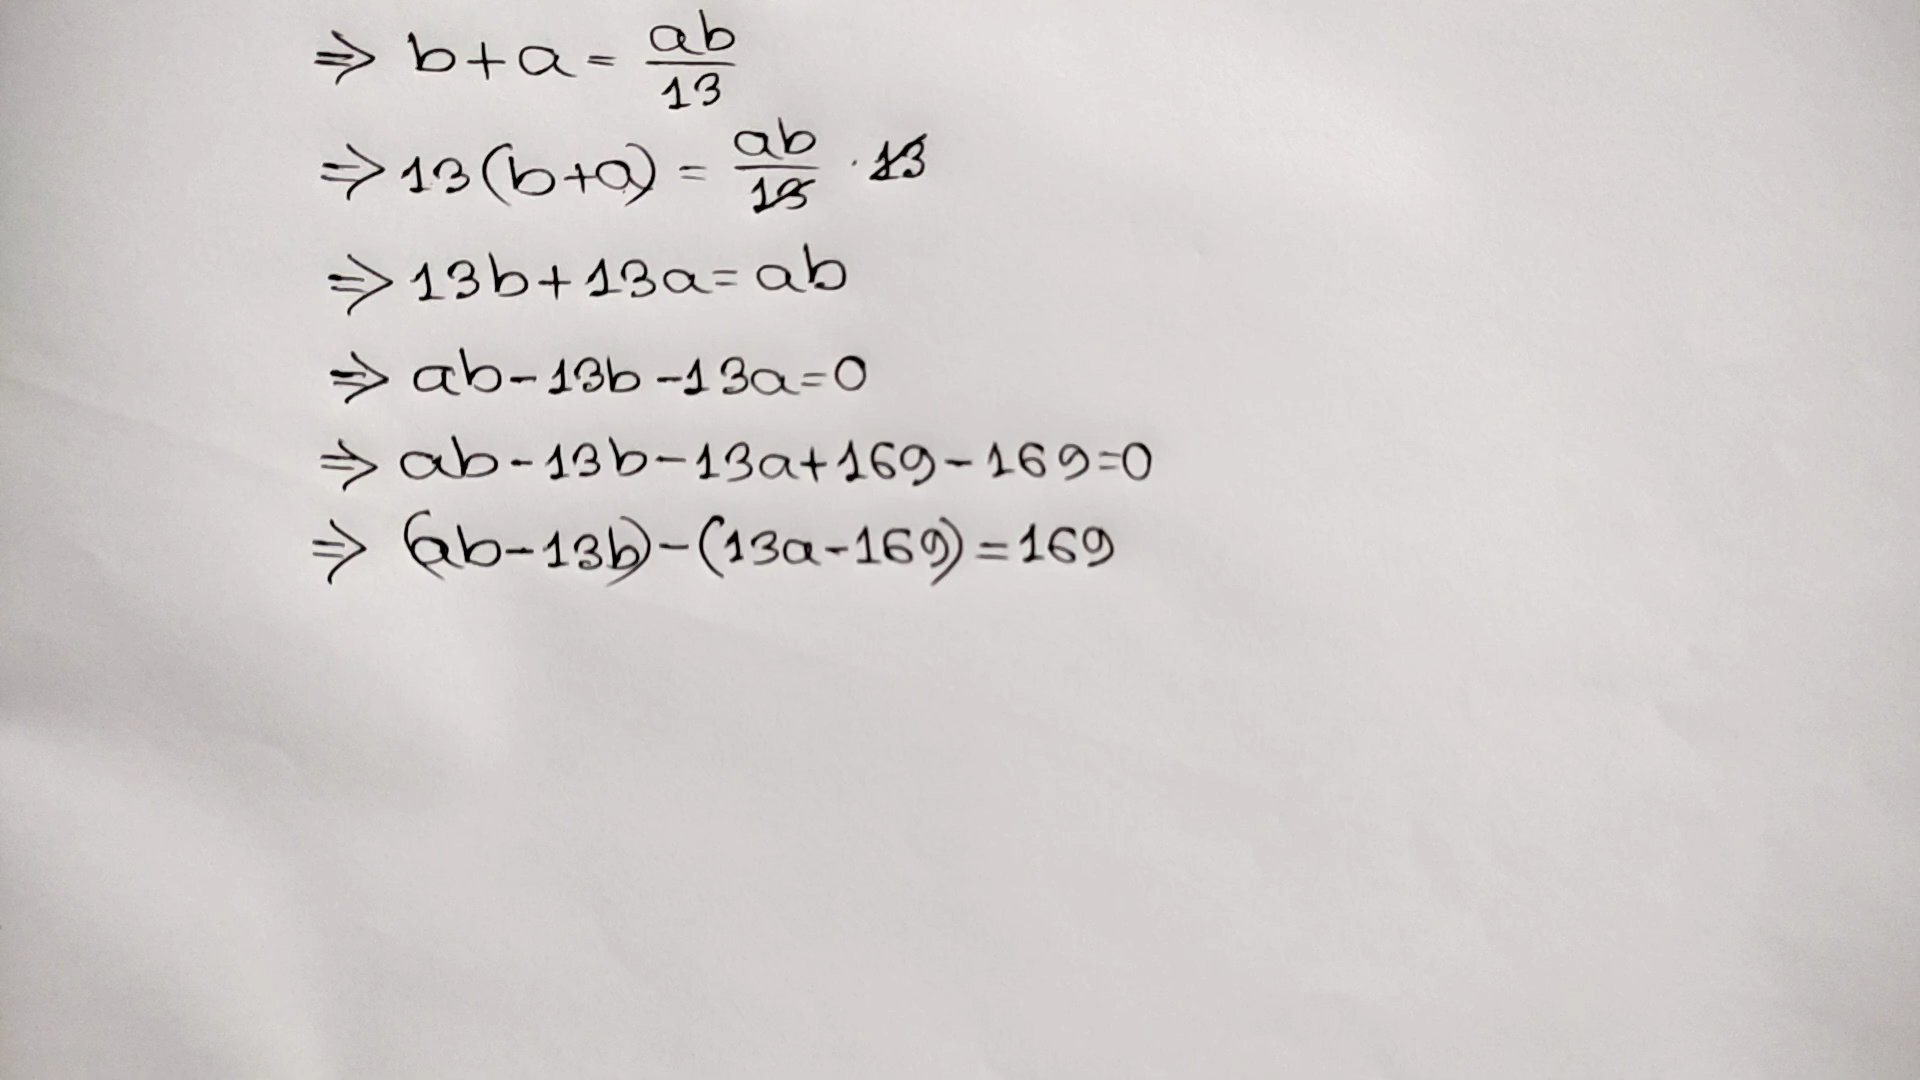 ⇒ b+a = ab/13
⇒ 13(b+a) = ab/13 · 13
⇒ 13b+13a=ab
⇒ ab-13b-13a=0
⇒ ab-13b-13a+169-169=0
⇒ (ab-13b)-(13a-169)=169